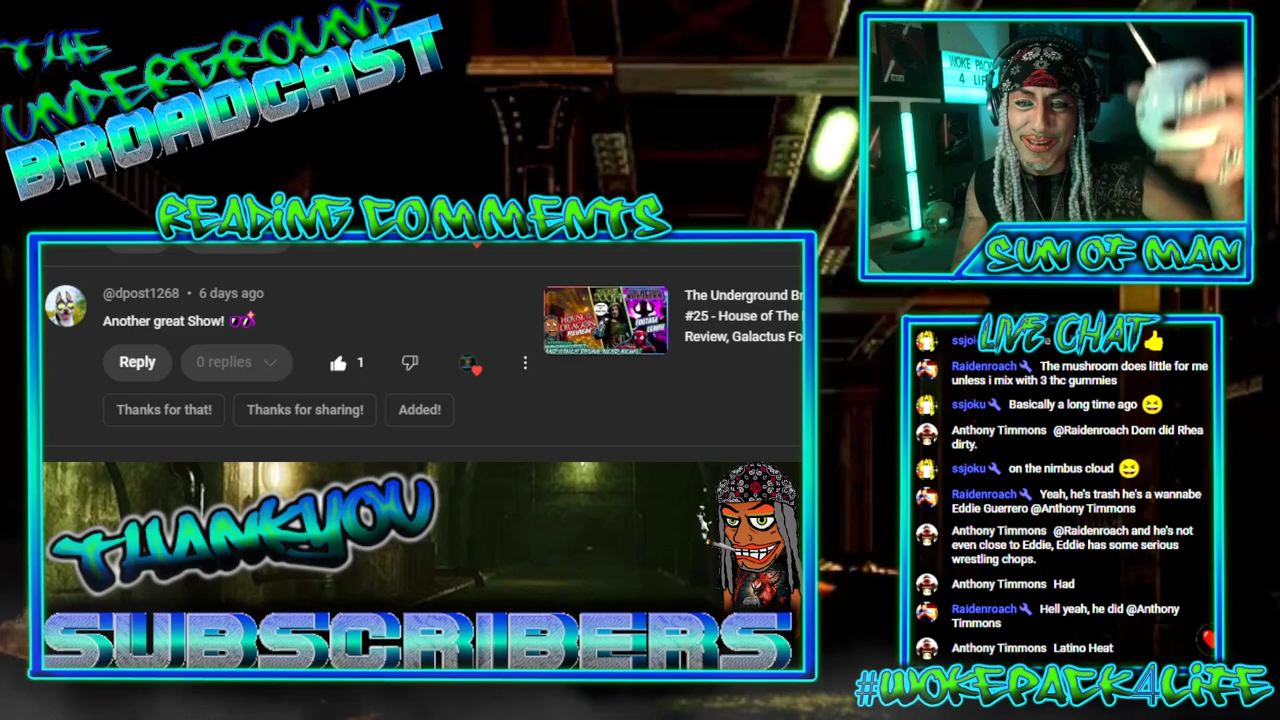 THE
UNDERGROUND
BROADCAST
READING COMMENTS
@dpost1268 • 6 days ago
Another great Show!
Reply
0 replies
1
Thanks for that!
Thanks for sharing!
Added!
The Underground Br
#25 - House of The
Review, Galactus Fo
THANKYOU
SUBSCRIBERS
WOKE PACK
4 LIFE
SUN OF MAN
LIVE CHAT
ssjo
Raidenroach The mushroom does little for me
unless i mix with 3 thc gummies
ssjoku Basically a long time ago
Anthony Timmons @Raidenroach Dom did Rhea
dirty.
ssjoku on the nimbus cloud
Raidenroach Yeah, he's trash he's a wannabe
Eddie Guerrero @Anthony Timmons
Anthony Timmons @Raidenroach and he's not
even close to Eddie, Eddie has some serious
wrestling chops.
Anthony Timmons Had
Raidenroach Hell yeah, he did @Anthony
Timmons
Anthony Timmons Latino Heat
#WOKEPACK4LIFE